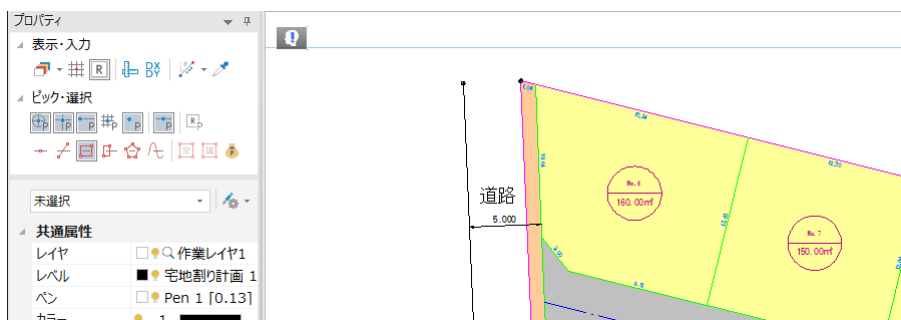 プロパティ
表示・入力
R
DX
BY
ピック・選択
P
P
P
P
P
P
RP
未選択
共通属性
レイヤ 作業レイヤ1
レベル 宅地割り計画 1
ペン Pen 1 [0.13]
カラー 1
道路
5.000
No.6
160.00㎡
No.7
150.00㎡